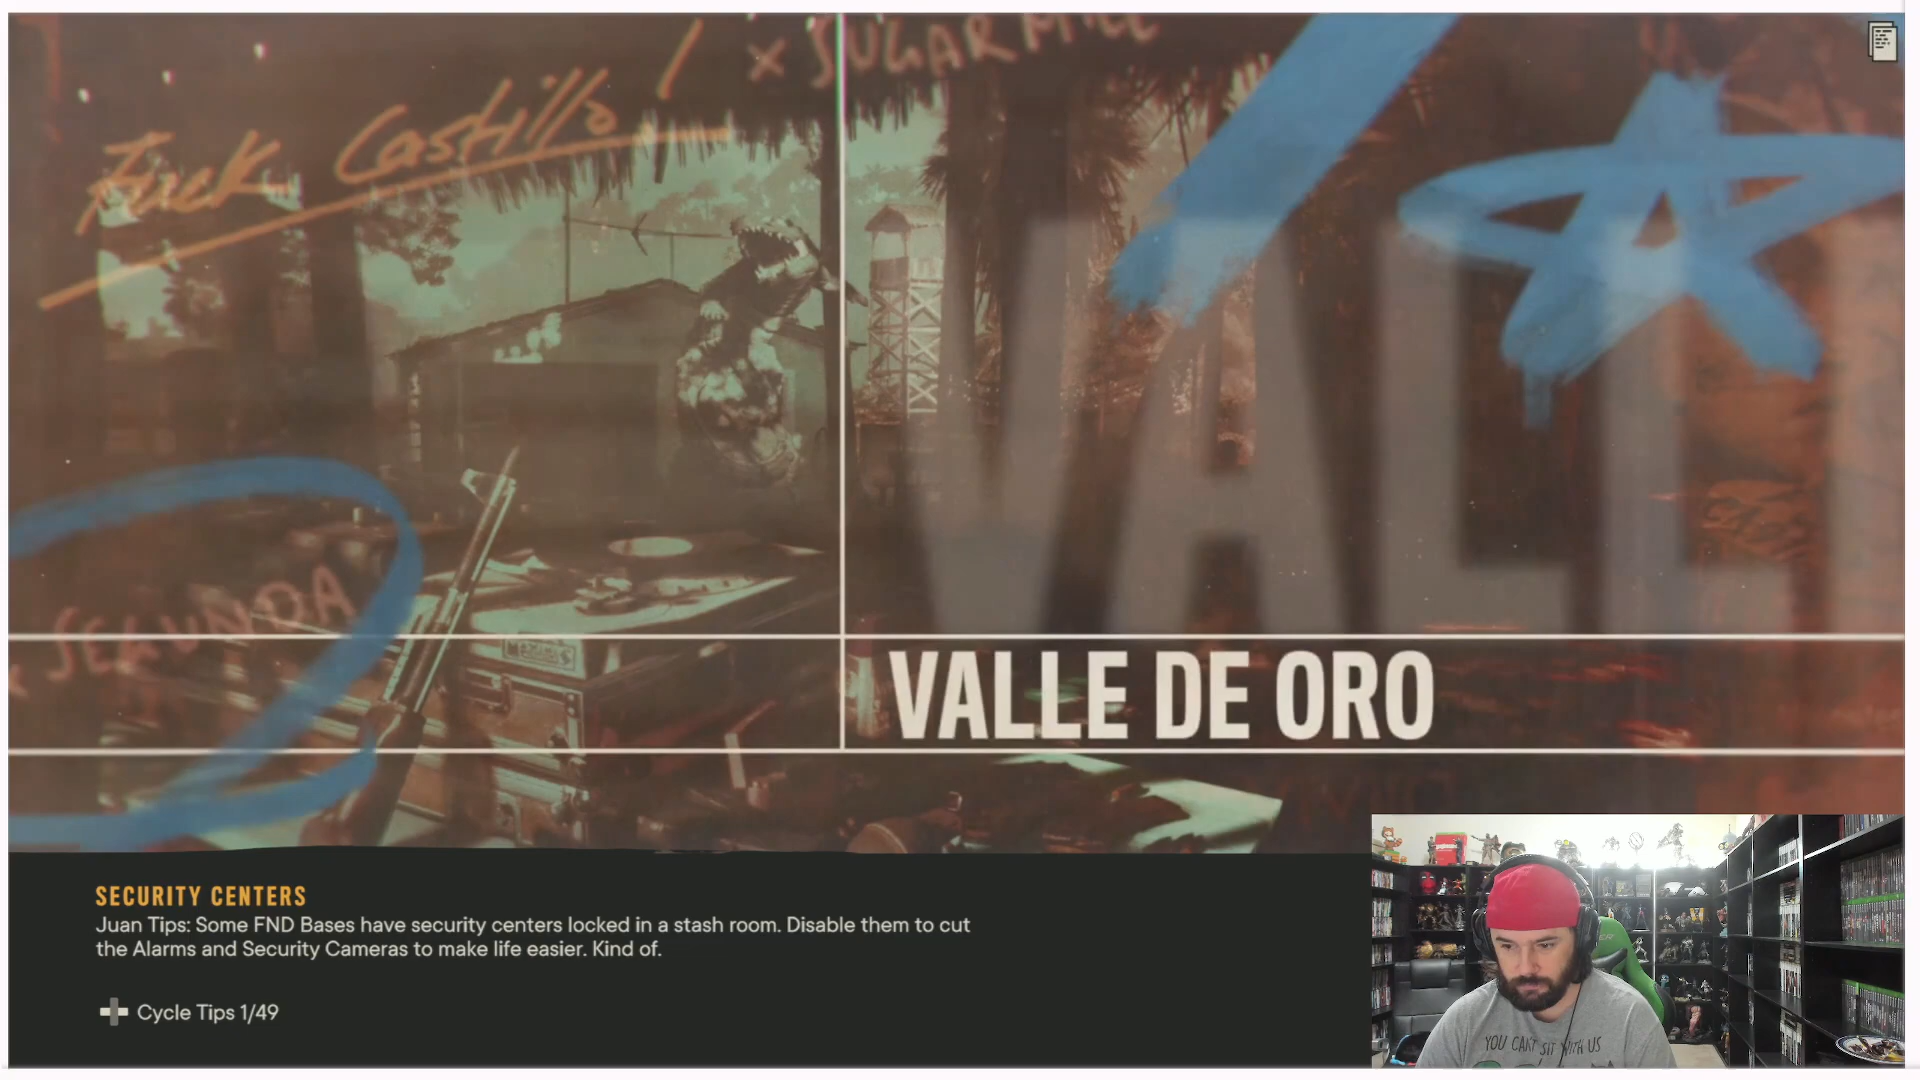 x SUGAR MILL
Fuck Castillo!
VALL
SEGUNDA
VALLE DE ORO
SECURITY CENTERS
Juan Tips: Some FND Bases have security centers locked in a stash room. Disable them to cut
the Alarms and Security Cameras to make life easier. Kind of.
Cycle Tips 1/49
YOU CAN'T SIT WITH US